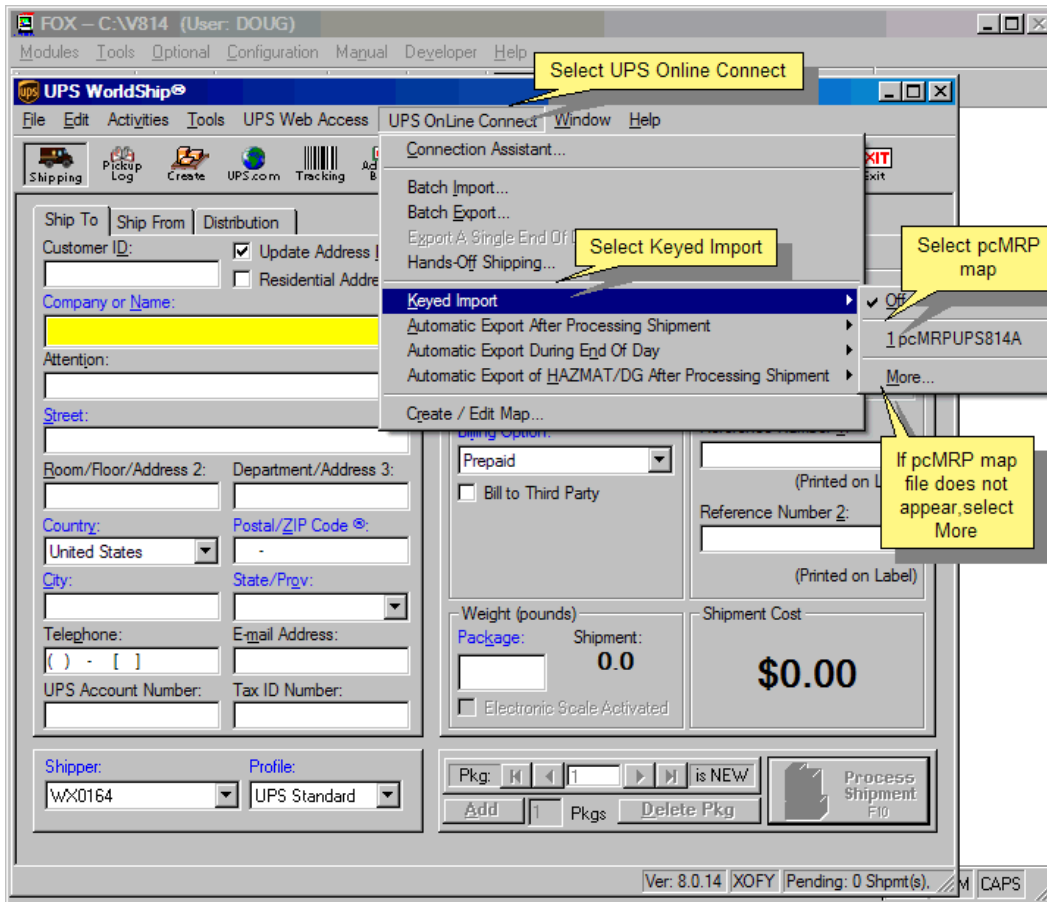 FOX – C:\V814 (User: DOUG)
Modules Tools Optional Configuration Manual Developer Help
Select UPS Online Connect
UPS WorldShip®
File Edit Activities Tools UPS Web Access UPS OnLine Connect Window Help
Shipping
Pickup Log
Create
UPS.com
Tracking
Exit
Connection Assistant...
Batch Import...
Batch Export...
Export A Single End Of
Hands-Off Shipping...
Select Keyed Import
Keyed Import
Automatic Export After Processing Shipment
Automatic Export During End Of Day
Automatic Export of HAZMAT/DG After Processing Shipment
Create / Edit Map...
Select pcMRP
map
Off
1 pcMRPUPS814A
More...
If pcMRP map
file does not
appear,select
More
Ship To Ship From Distribution
Customer ID:
Update Address
Residential Addre
Company or Name:
Attention:
Street:
Room/Floor/Address 2: Department/Address 3:
Country: Postal/ZIP Code ®:
United States -
City: State/Prov:
Telephone: E-mail Address:
( ) - [ ]
UPS Account Number: Tax ID Number:
Billing Option:
Prepaid
Bill to Third Party
(Printed on L
Reference Number 2:
(Printed on Label)
Weight (pounds)
Package: Shipment:
0.0
Electronic Scale Activated
Shipment Cost
$0.00
Shipper: Profile:
WX0164 UPS Standard
Pkg: 1 is NEW
Add 1 Pkgs Delete Pkg
Process
Shipment
F10
Ver: 8.0.14 XOFY Pending: 0 Shpmt(s),
M CAPS